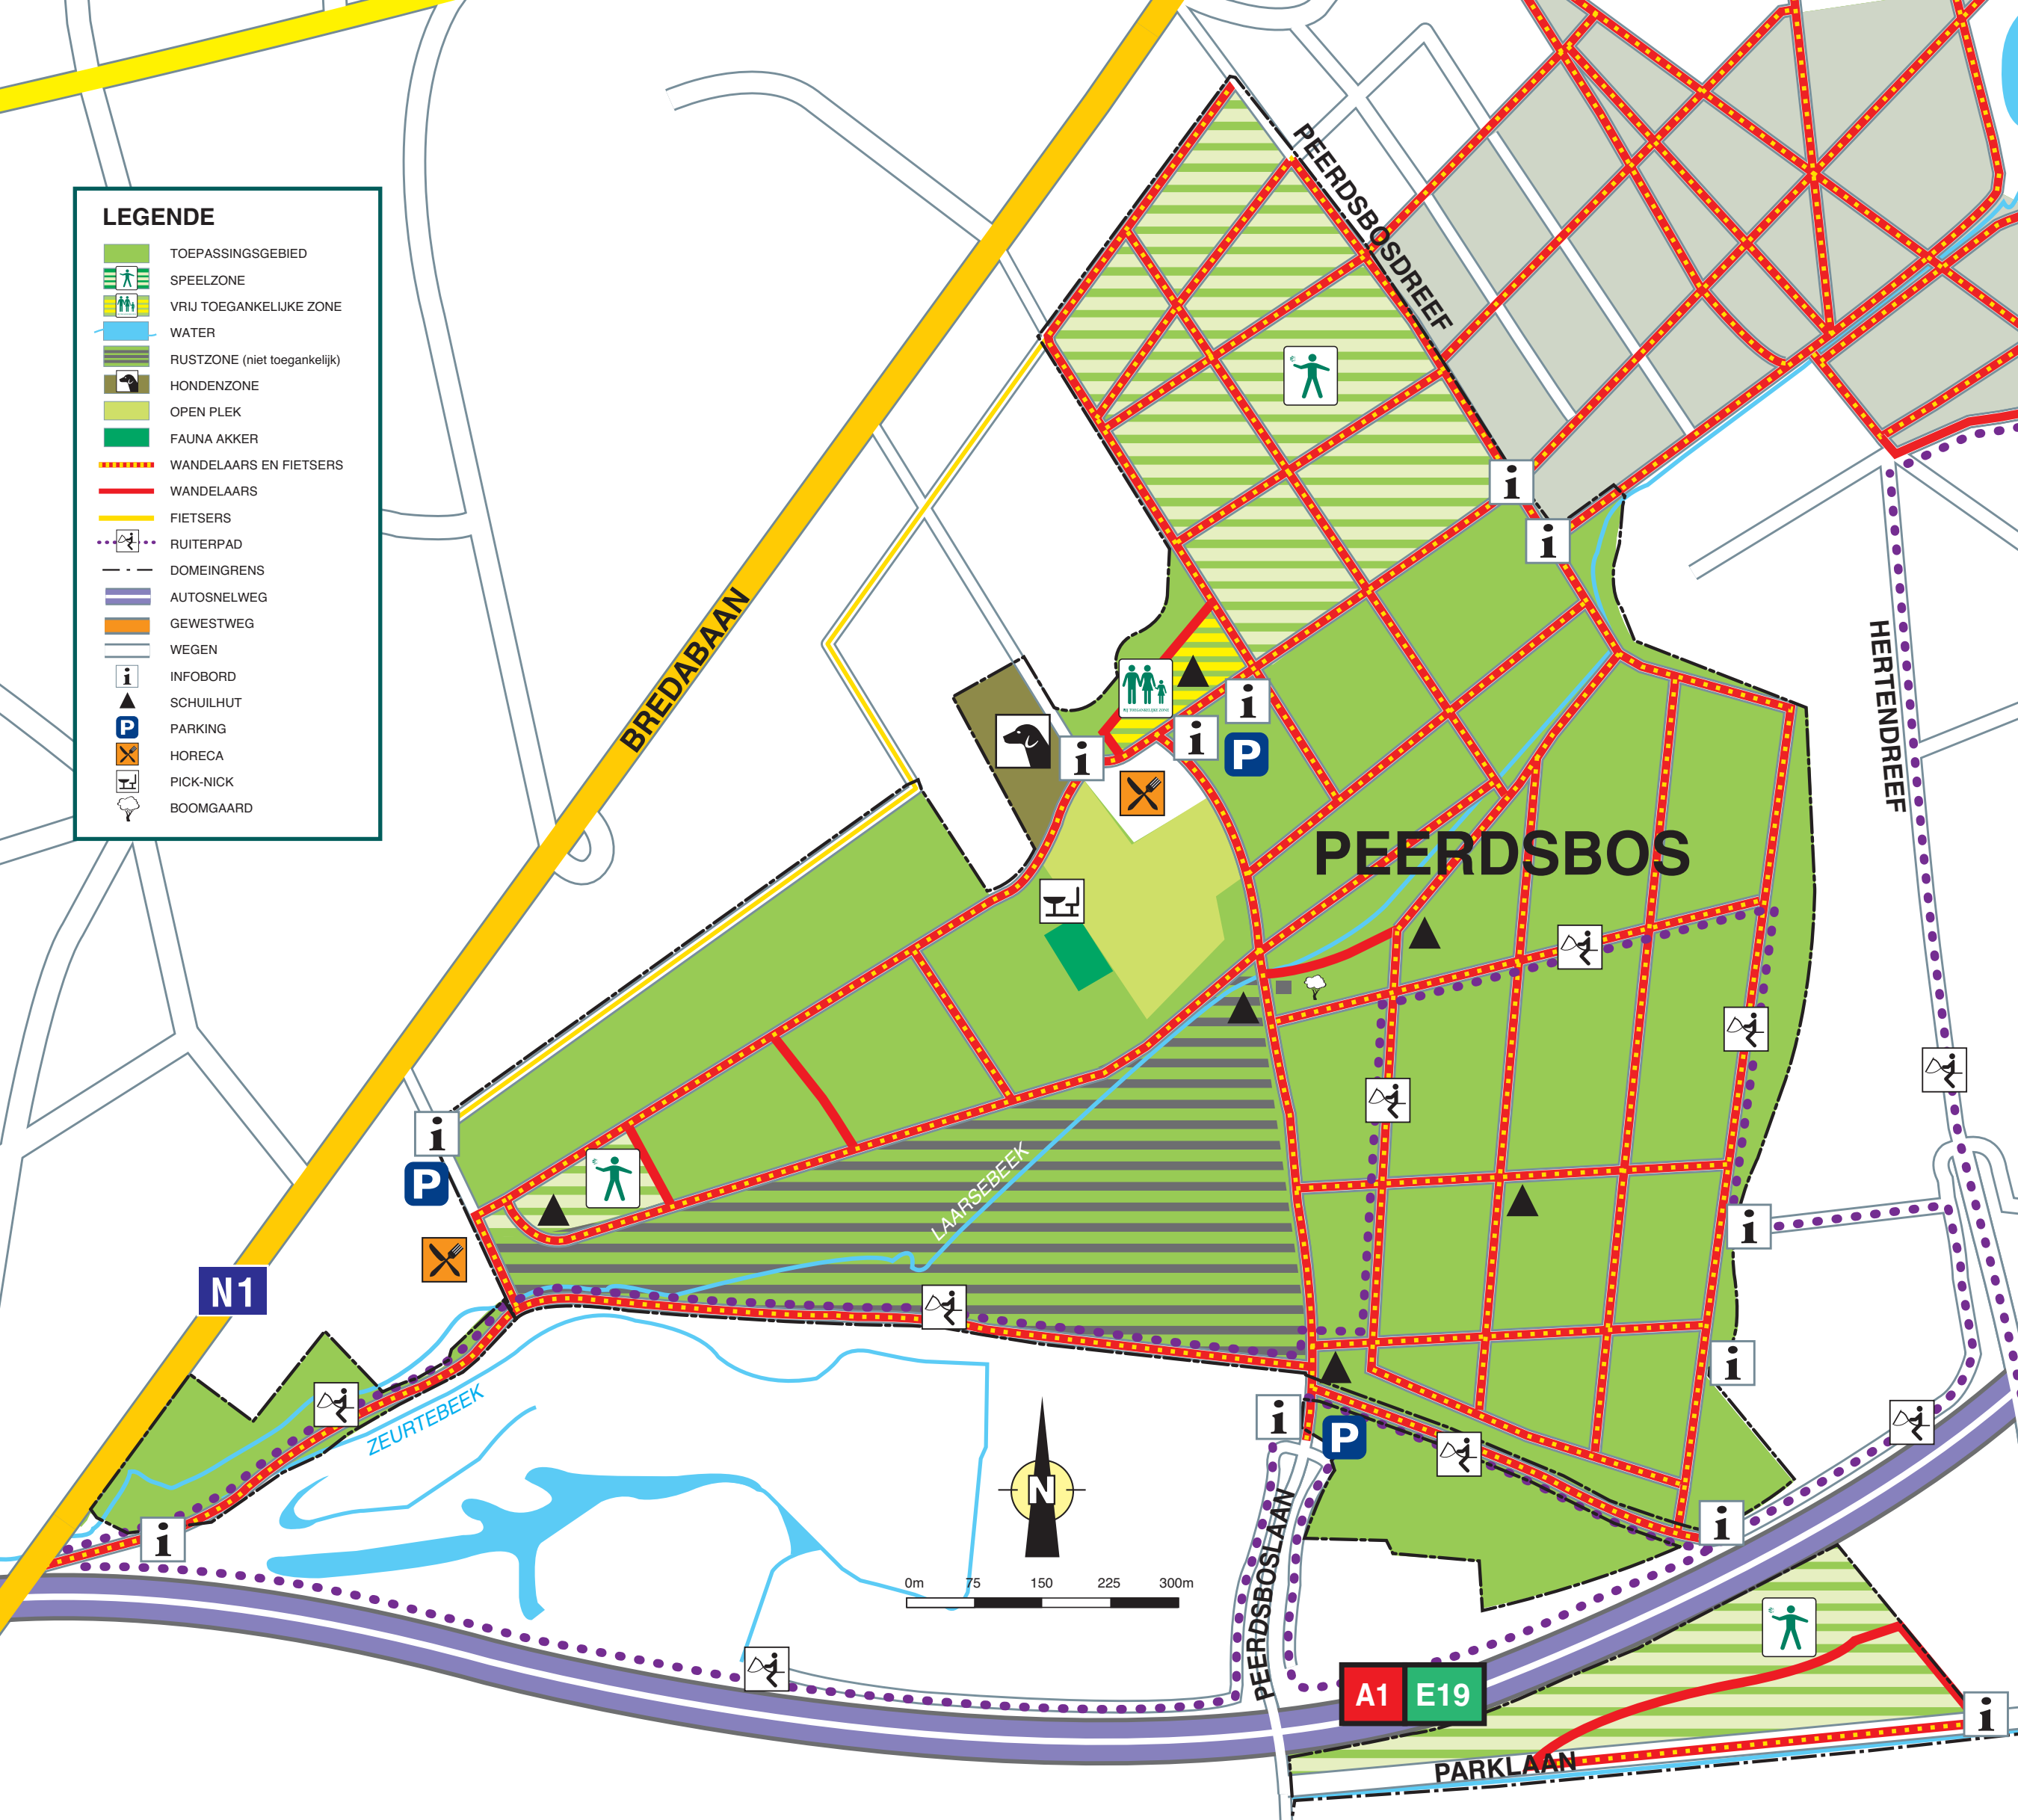 LEGENDE
TOEPASSINGSGEBIED
SPEELZONE
VRIJ TOEGANKELIJKE ZONE
WATER
RUSTZONE (niet toegankelijk)
HONDENZONE
OPEN PLEK
FAUNA AKKER
WANDELAARS EN FIETSERS
WANDELAARS
FIETSERS
RUITERPAD
DOMEINGRENS
AUTOSNELWEG
GEWESTWEG
WEGEN
i INFOBORD
SCHUILHUT
P PARKING
HORECA
PICK-NICK
BOOMGAARD
PEERDSBOSDREEF
i
i
BREDABAAN
HERTENDREEF
i
i
i
P
PEERDSBOS
i
P
LAARSEBEEK
i
N1
i
ZEURTEBEEK
i
P
i
i
N
0m 75 150 225 300m
PEERDSBOSLAAN
A1 E19
i
PARKLAAN